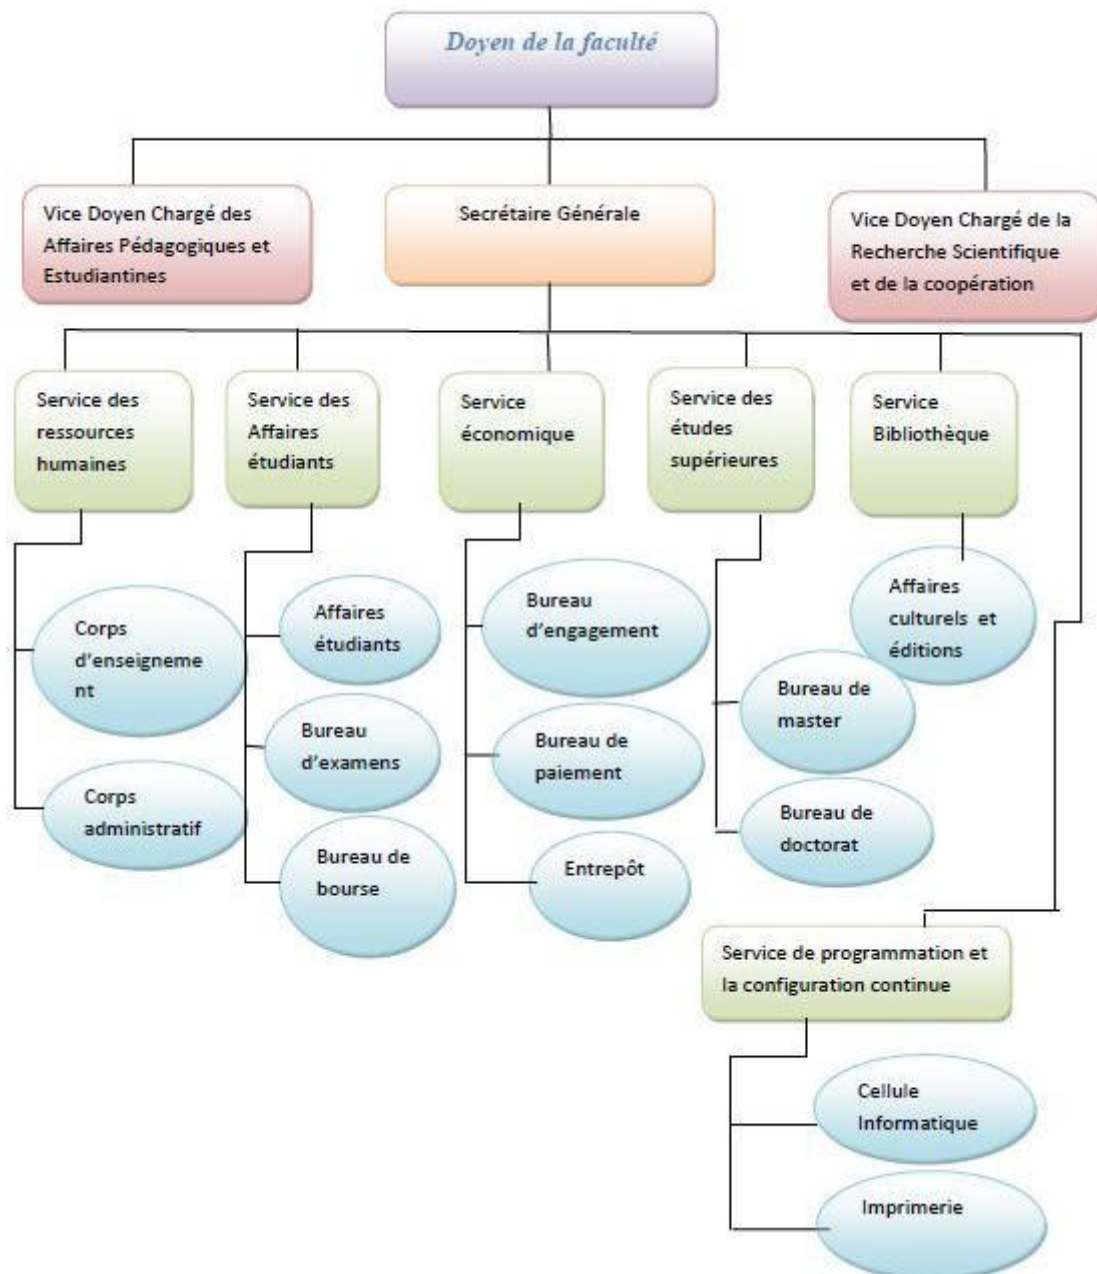 Doyen de la faculté
Vice Doyen Chargé des
Affaires Pédagogiques et
Estudiantines
Secrétaire Générale
Vice Doyen Chargé de la
Recherche Scientifique
et de la coopération
Service des
ressources
humaines
Service des
Affaires
étudiants
Service
économique
Service des
études
supérieures
Service
Bibliothèque
Corps
d'enseigneme
nt
Corps
administratif
Affaires
étudiants
Bureau
d'examens
Bureau de
bourse
Bureau
d'engagement
Bureau de
paiement
Entrepôt
Bureau de
master
Bureau de
doctorat
Affaires
culturels et
éditions
Service de programmation et
la configuration continue
Cellule
Informatique
Imprimerie